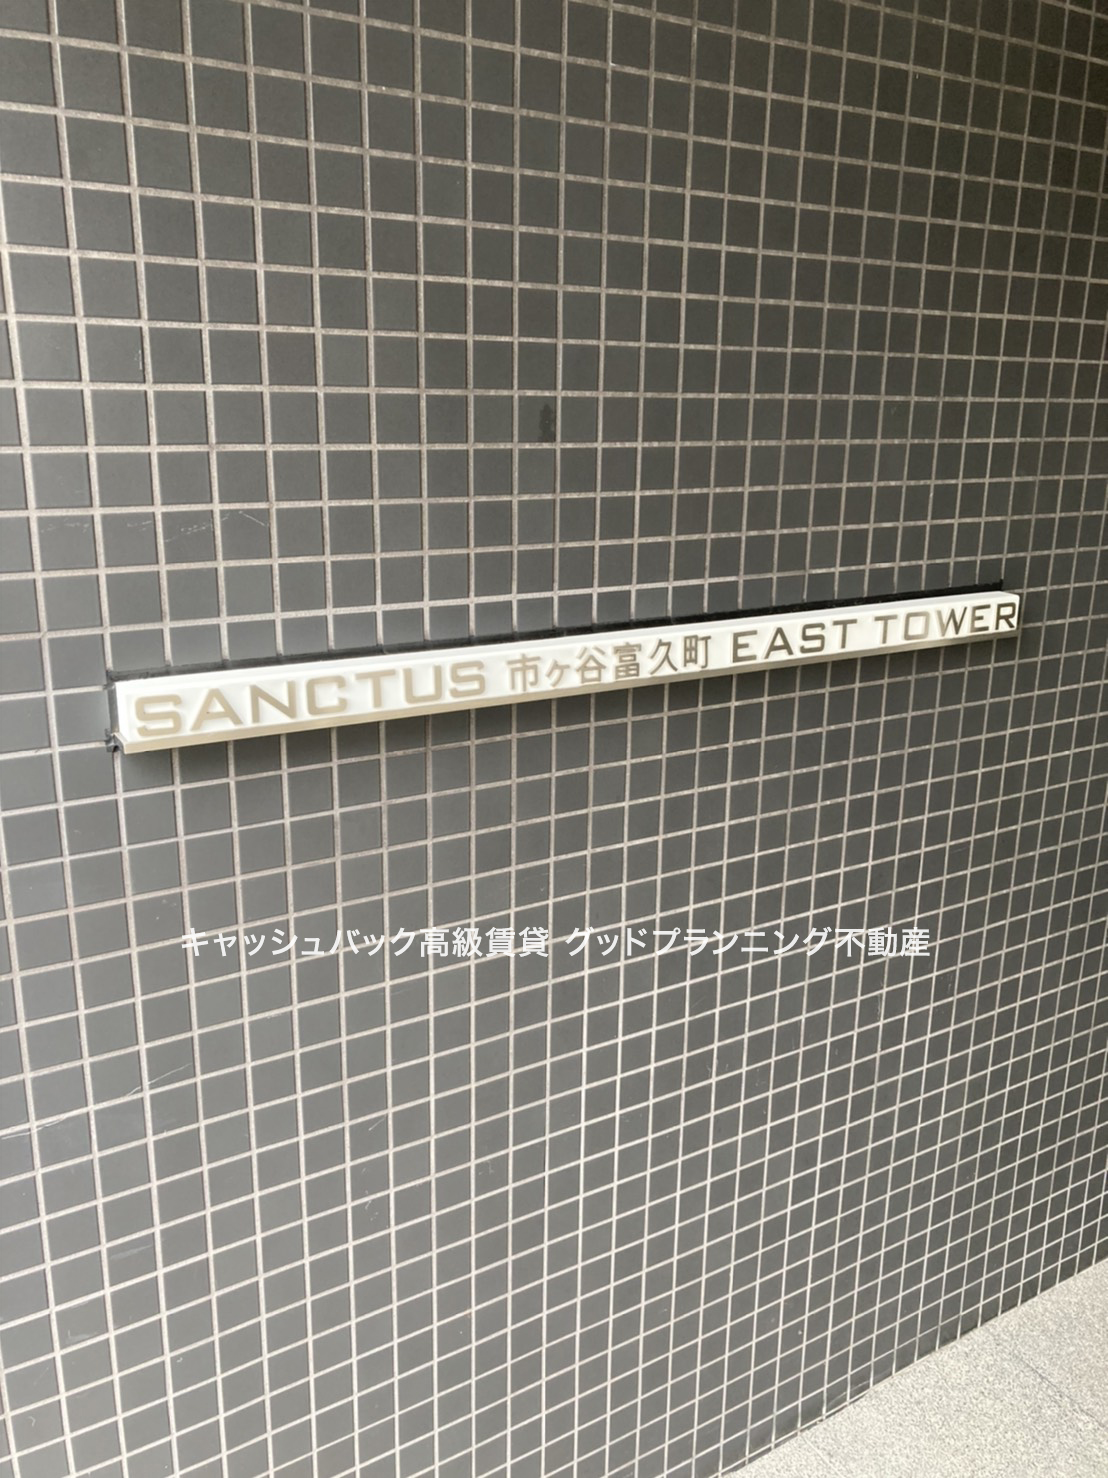 SANCTUS 市ヶ谷富久町 EAST TOWER
キャッシュバック高級賃貸 グッドプランニング不動産